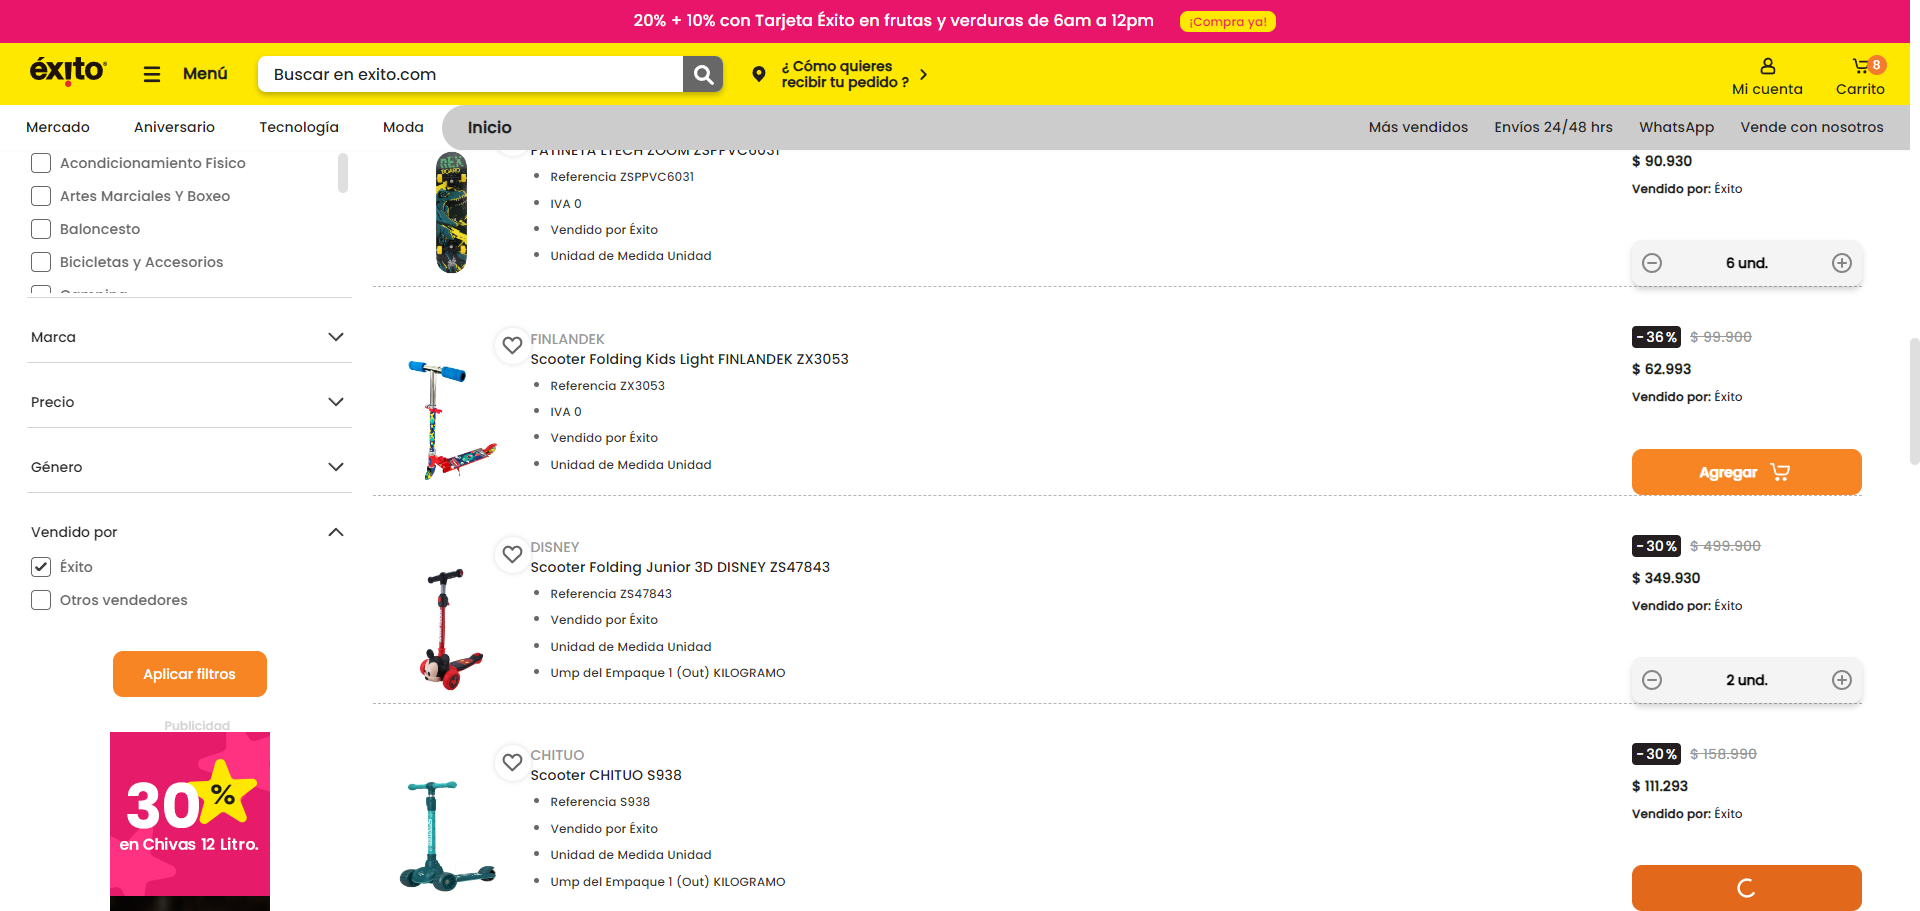 20% + 10% con Tarjeta Éxito en frutas y verduras de 6am a 12pm
¡Compra ya!
éxito
Menú
Buscar en exito.com
¿ Cómo quieres
recibir tu pedido ?
Mi cuenta
8
Carrito
Mercado
Aniversario
Tecnología
Moda
Inicio
Más vendidos
Envíos 24/48 hrs
WhatsApp
Vende con nosotros
Acondicionamiento Fisico
Artes Marciales Y Boxeo
Baloncesto
Bicicletas y Accesorios
Camping
Marca
Precio
Género
Vendido por
Éxito
Otros vendedores
Aplicar filtros
Publicidad
30%
en Chivas 12 Litro.
PATINETA LTECH ZOOM ZSPPVC6031
Referencia ZSPPVC6031
IVA 0
Vendido por Éxito
Unidad de Medida Unidad
REX
BOARD
$ 90.930
Vendido por: Éxito
6 und.
FINLANDEK
Scooter Folding Kids Light FINLANDEK ZX3053
Referencia ZX3053
IVA 0
Vendido por Éxito
Unidad de Medida Unidad
-36%
$ 99.900
$ 62.993
Vendido por: Éxito
Agregar
DISNEY
Scooter Folding Junior 3D DISNEY ZS47843
Referencia ZS47843
Vendido por Éxito
Unidad de Medida Unidad
Ump del Empaque 1 (Out) KILOGRAMO
-30%
$ 499.900
$ 349.930
Vendido por: Éxito
2 und.
CHITUO
Scooter CHITUO S938
Referencia S938
Vendido por Éxito
Unidad de Medida Unidad
Ump del Empaque 1 (Out) KILOGRAMO
-30%
$ 158.990
$ 111.293
Vendido por: Éxito